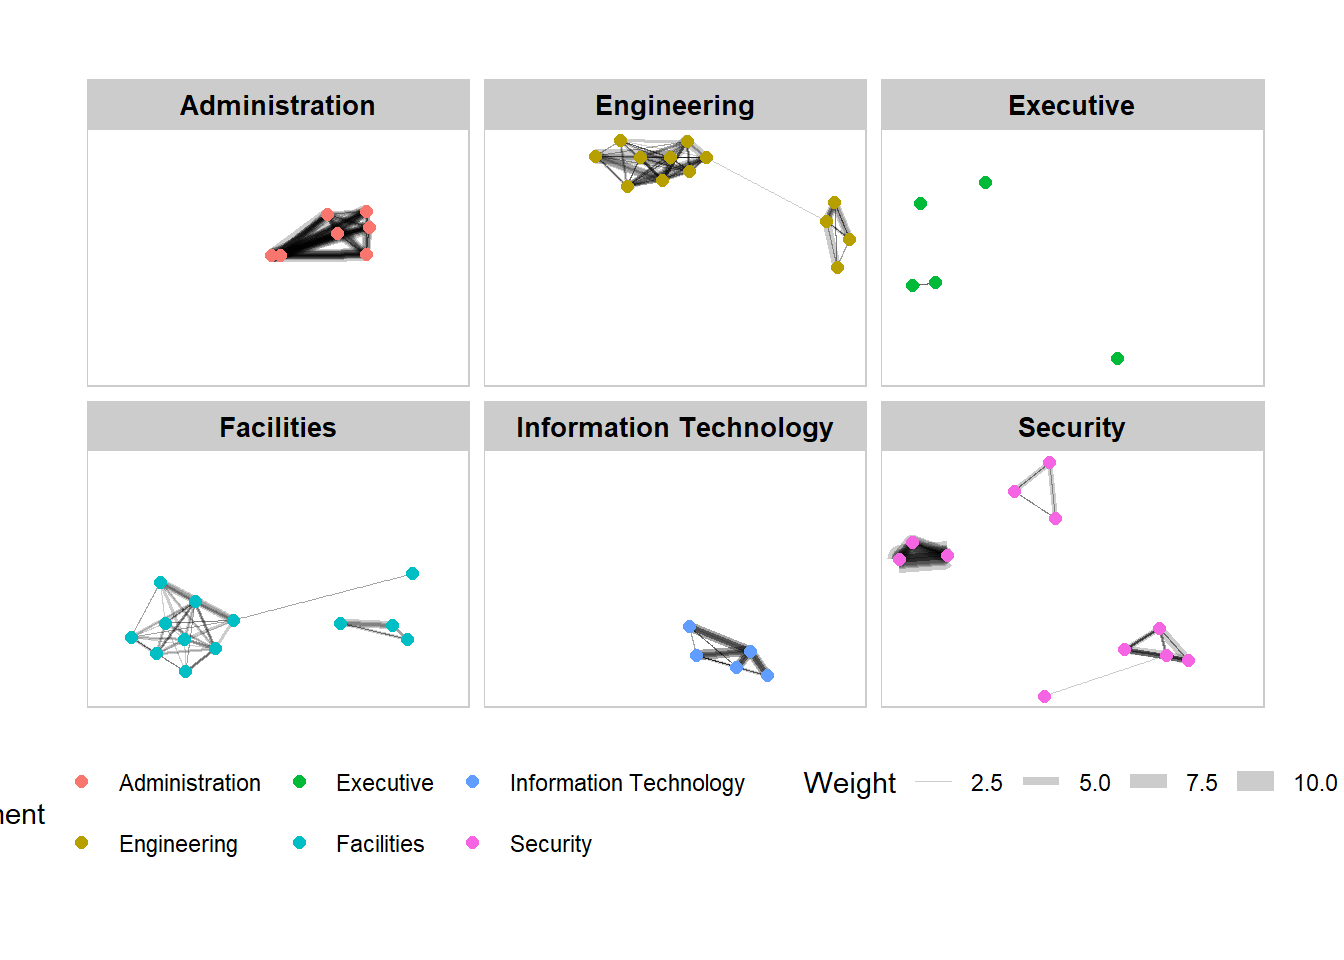 Administration
Engineering
Executive
Facilities
Information Technology
Security
Administration
Executive
Information Technology
Weight
2.5
5.0
7.5
10.0
Engineering
Facilities
Security